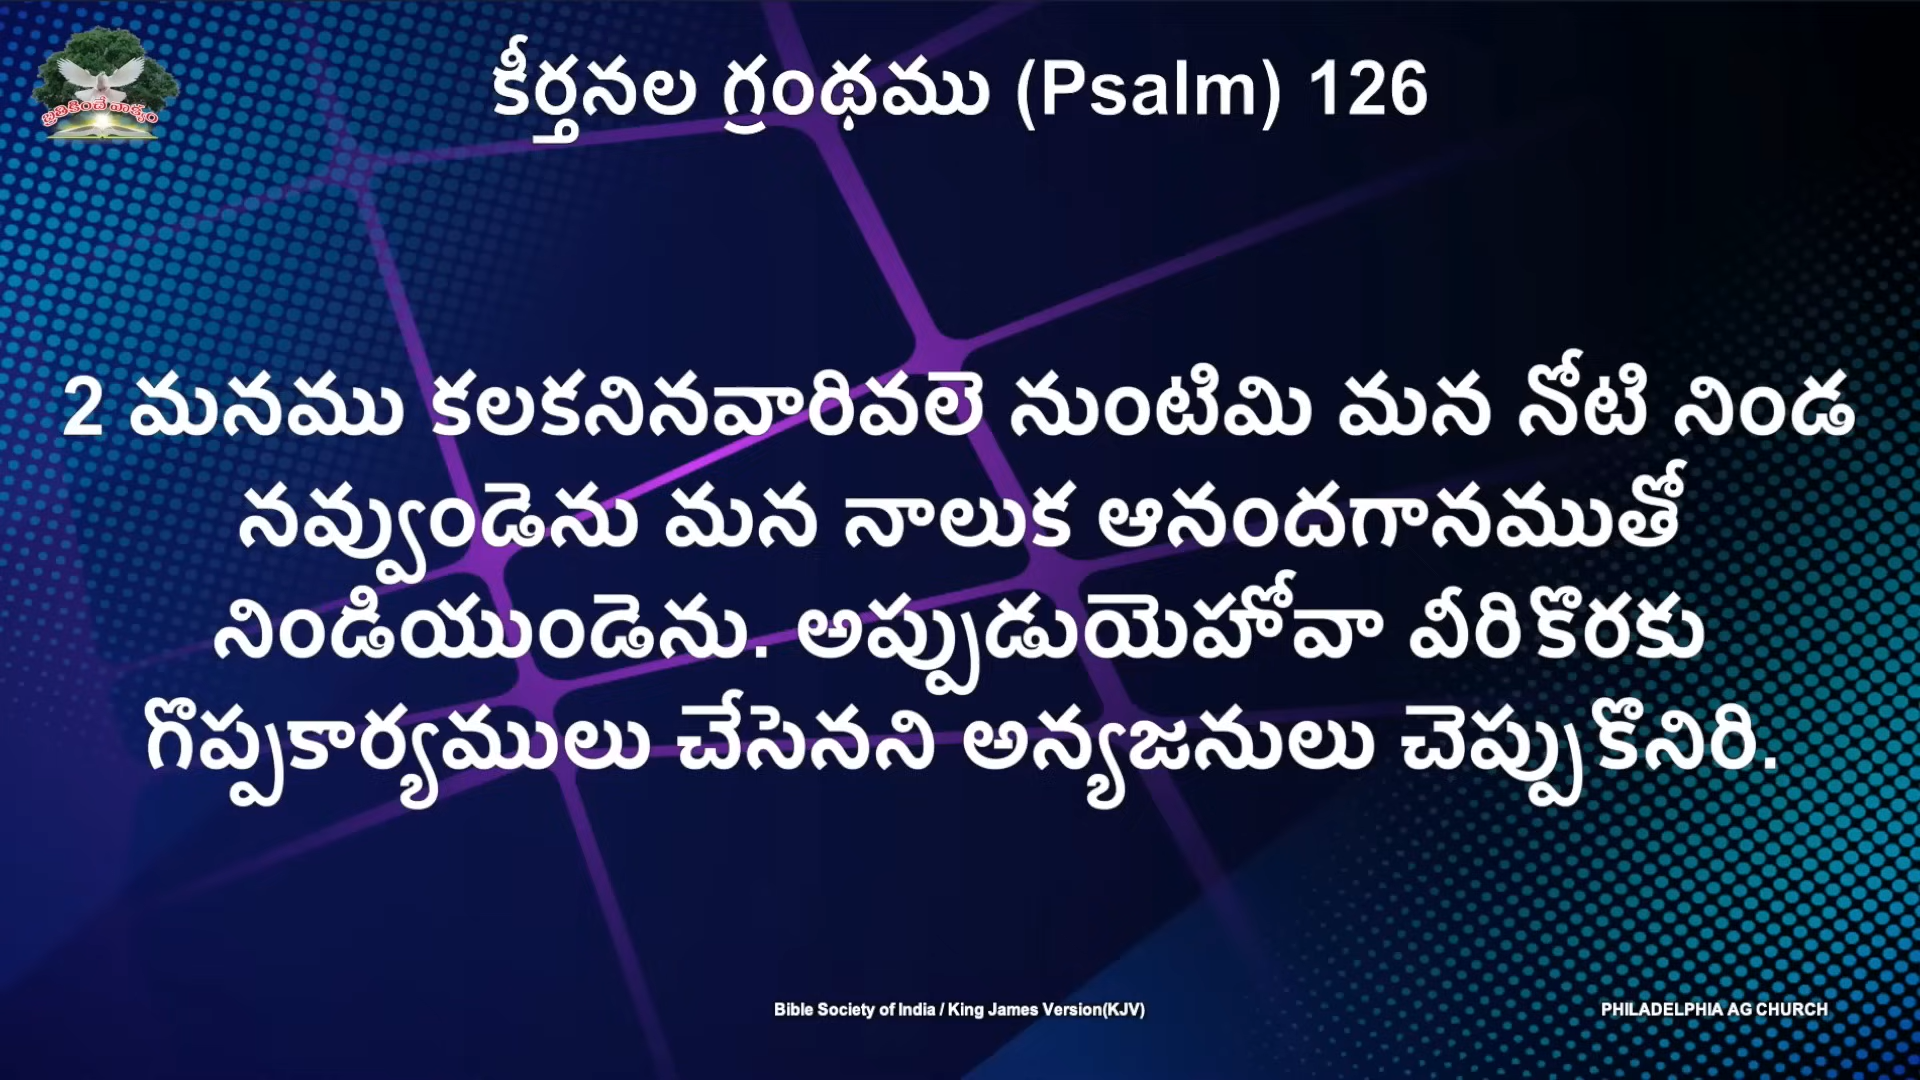 బ్రతికించే వాక్యం
కీర్తనల గ్రంథము (Psalm) 126
2 మనము కలకనినవారివలె నుంటిమి మన నోటి నిండ
నవ్వుండెను మన నాలుక ఆనందగానముతో
నిండియుండెను. అప్పుడుయెహోవా వీరికొరకు
గొప్పకార్యములు చేసెనని అన్యజనులు చెప్పుకొనిరి.
Bible Society of India / King James Version(KJV)
PHILADELPHIA AG CHURCH